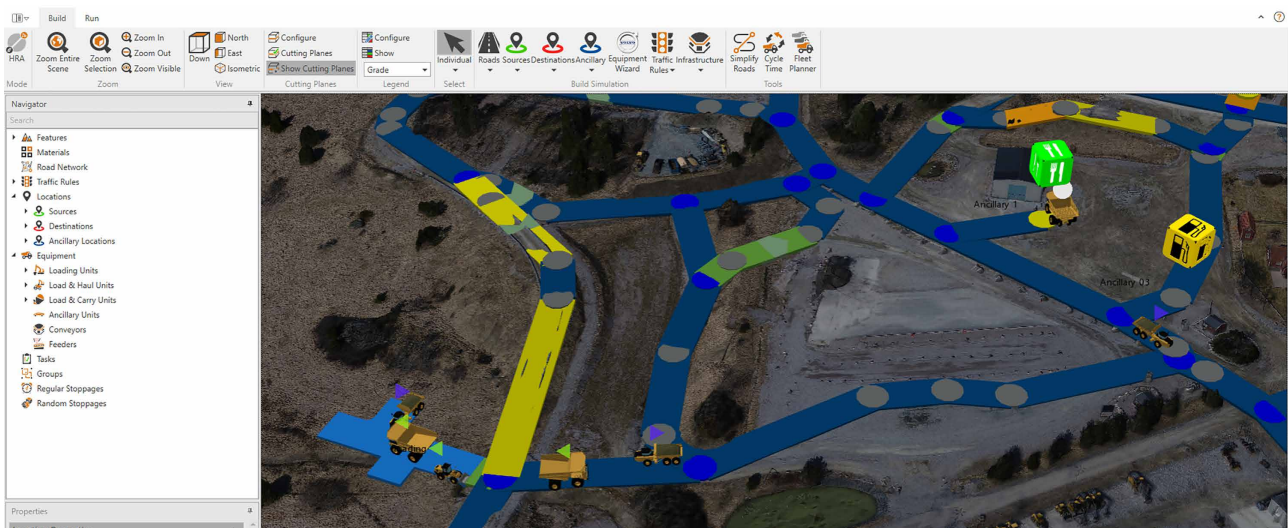 Build Run
HRA
Zoom Entire Scene
Zoom Selection
Zoom In
Zoom Out
Zoom Visible
Down
North
East
Isometric
Configure
Cutting Planes
Show Cutting Planes
Configure
Show
Grade
Individual
Roads
Sources
Destinations
Ancillary
Equipment Wizard
Traffic Rules
Infrastructure
Simplify Roads
Cycle Time
Fleet Planner
Mode Zoom View Cutting Planes Legend Select Build Simulation Tools
Navigator
Search
Features
Materials
Road Network
Traffic Rules
Locations
Sources
Destinations
Ancillary Locations
Equipment
Loading Units
Load & Haul Units
Load & Carry Units
Ancillary Units
Conveyors
Feeders
Tasks
Groups
Regular Stoppages
Random Stoppages
Properties
Ancillary 1
Ancillary 03